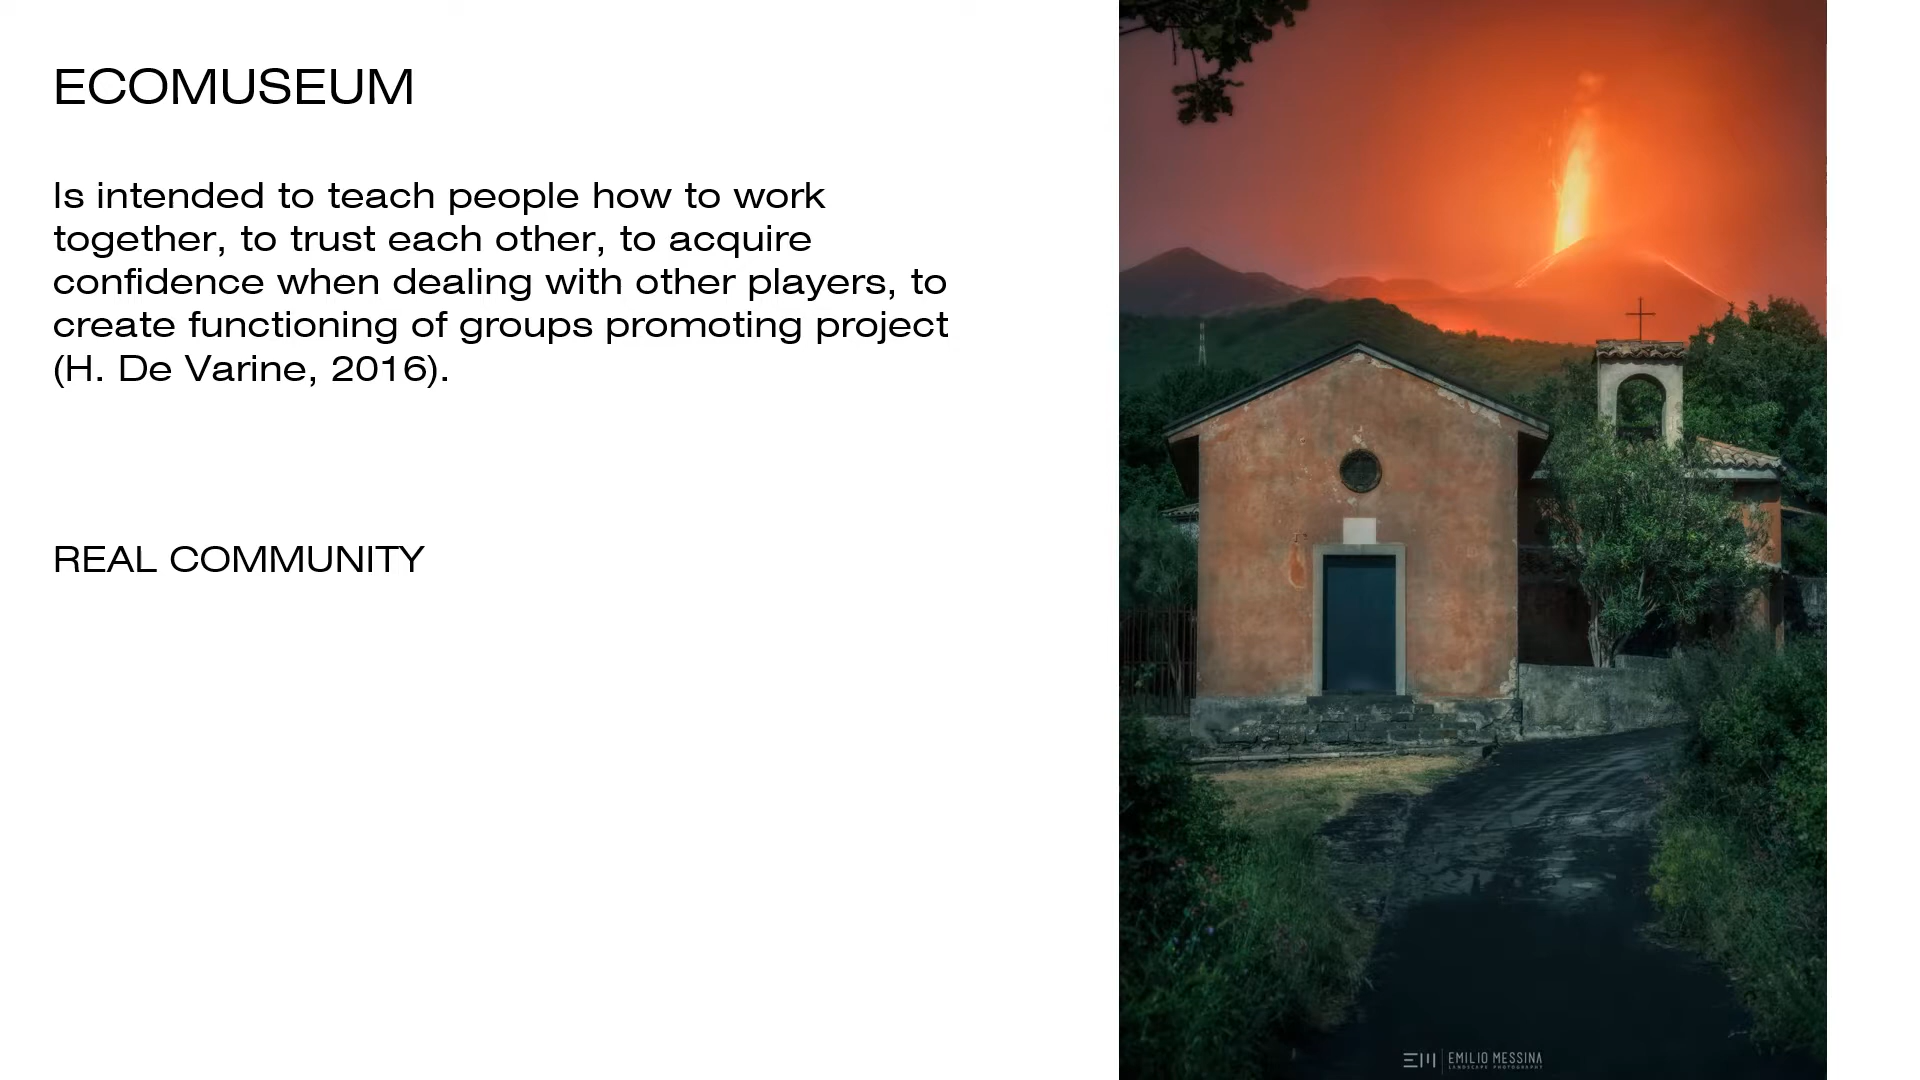 ECOMUSEUM
Is intended to teach people how to work
together, to trust each other, to acquire
confidence when dealing with other players, to
create functioning of groups promoting project
(H. De Varine, 2016).
REAL COMMUNITY
EM EMILIO MESSINA
LANDSCAPE PHOTOGRAPHY